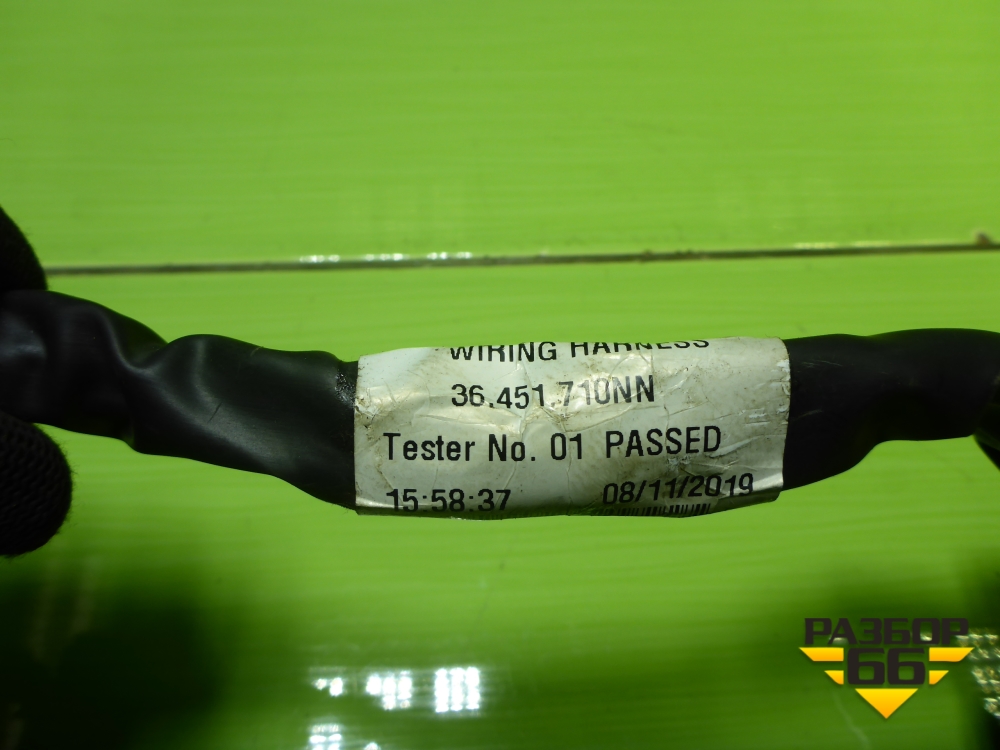 WIRING HARNESS
36.451.710NN
Tester No. 01 PASSED
15:58:37 08/11/2019
РАЗБОР
66